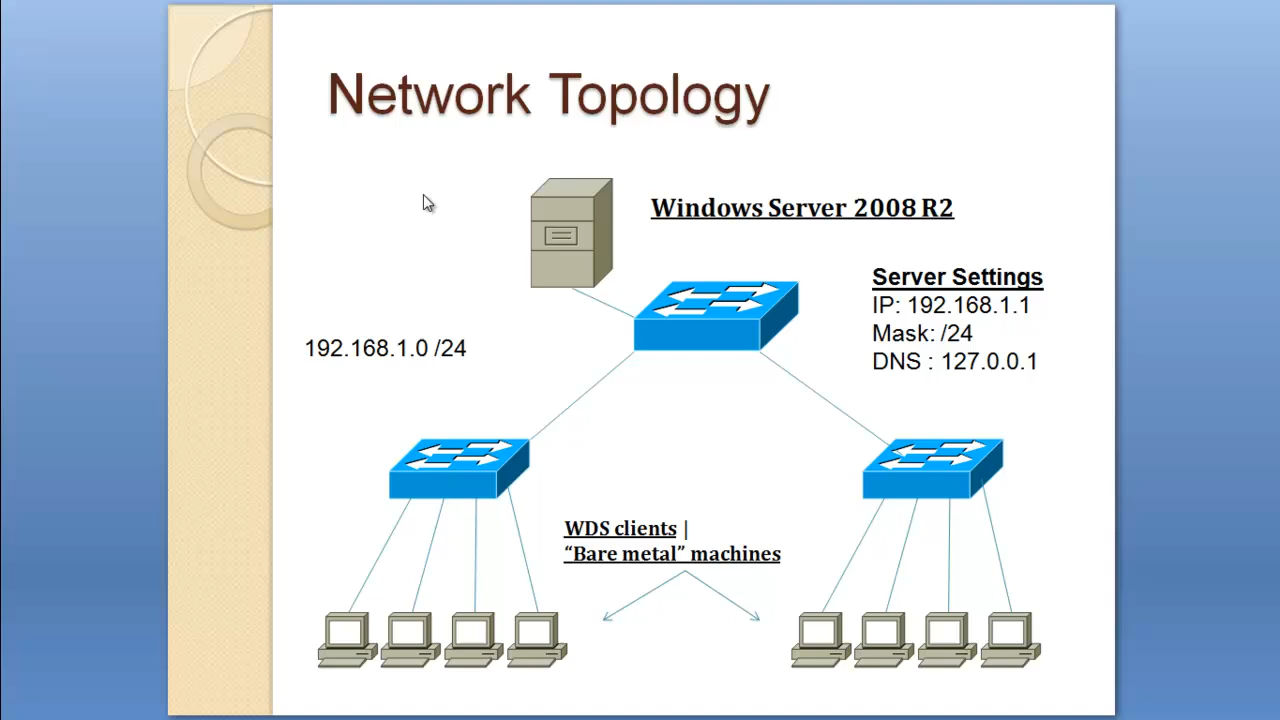 Network Topology
Windows Server 2008 R2
Server Settings
IP: 192.168.1.1
Mask: /24
DNS : 127.0.0.1
192.168.1.0 /24
WDS clients |
“Bare metal” machines